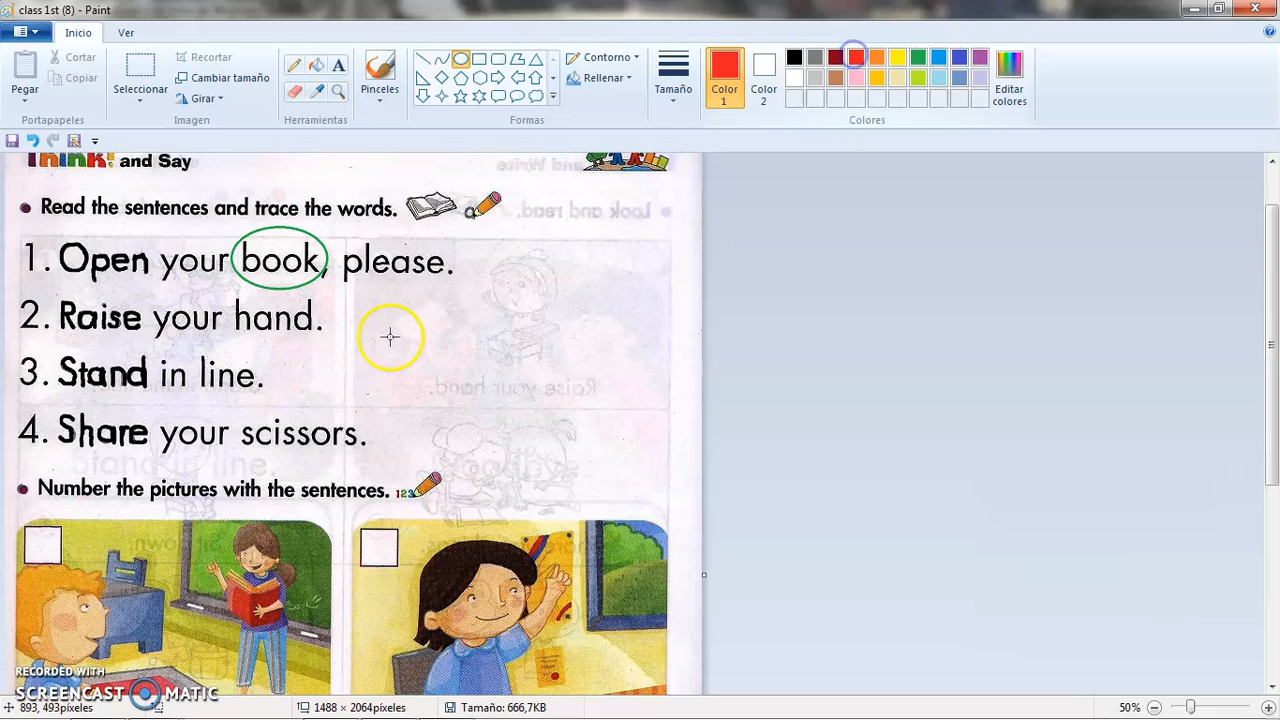 class 1st (8) - Paint
Inicio
Ver
Pegar
Cortar
Copiar
Portapapeles
Seleccionar
Recortar
Cambiar tamaño
Girar
Imagen
A
Herramientas
Pinceles
Contorno
Rellenar
Formas
Tamaño
Color 1
Color 2
Editar colores
Colores
Think! and Say
Read the sentences and trace the words.
1. Open your book, please.
2. Raise your hand.
3. Stand in line.
4. Share your scissors.
Number the pictures with the sentences. 123
RECORDED WITH
SCREENCAST MATIC
893, 493píxeles
1488 × 2064píxeles
Tamaño: 666,7KB
50%